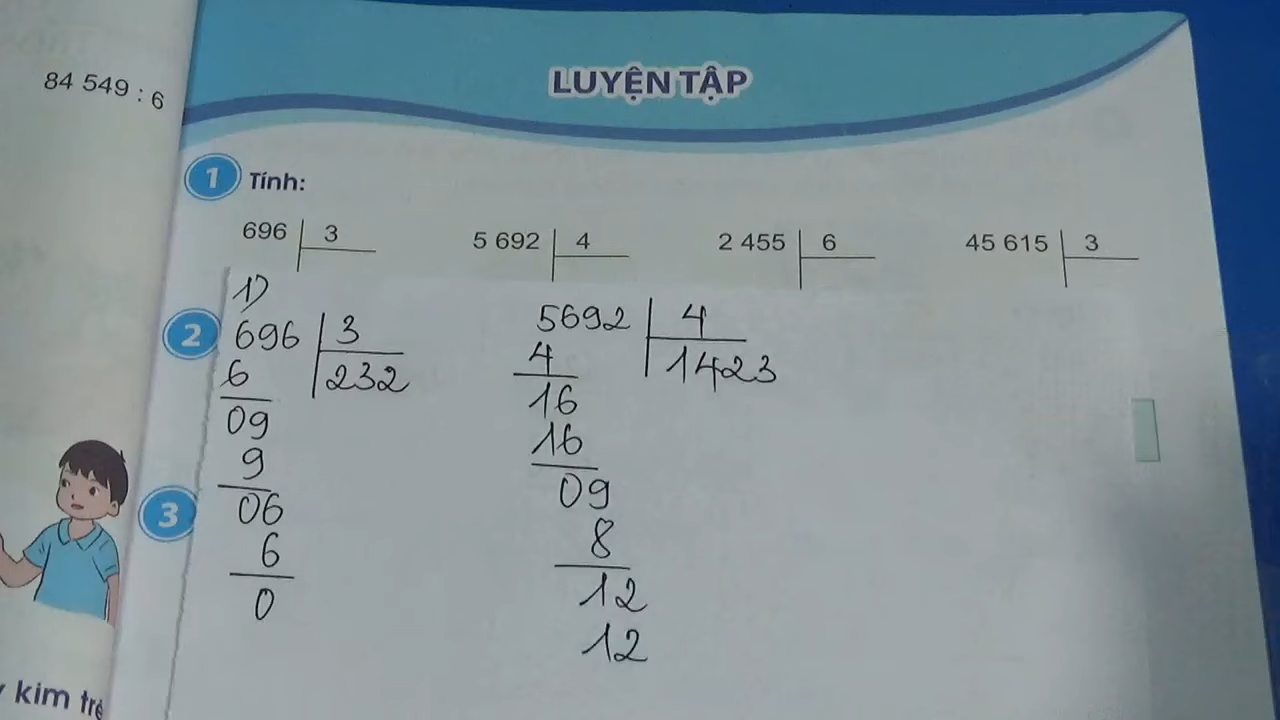 84 549 : 6
LUYỆN TẬP
1 Tính:
696 3
5 692 4
2 455 6
45 615 3
1)
2
696 3
6 232
09
9
06
6
0
5692 4
4 1423
16
16
09
8
12
12
3
kim trẻ